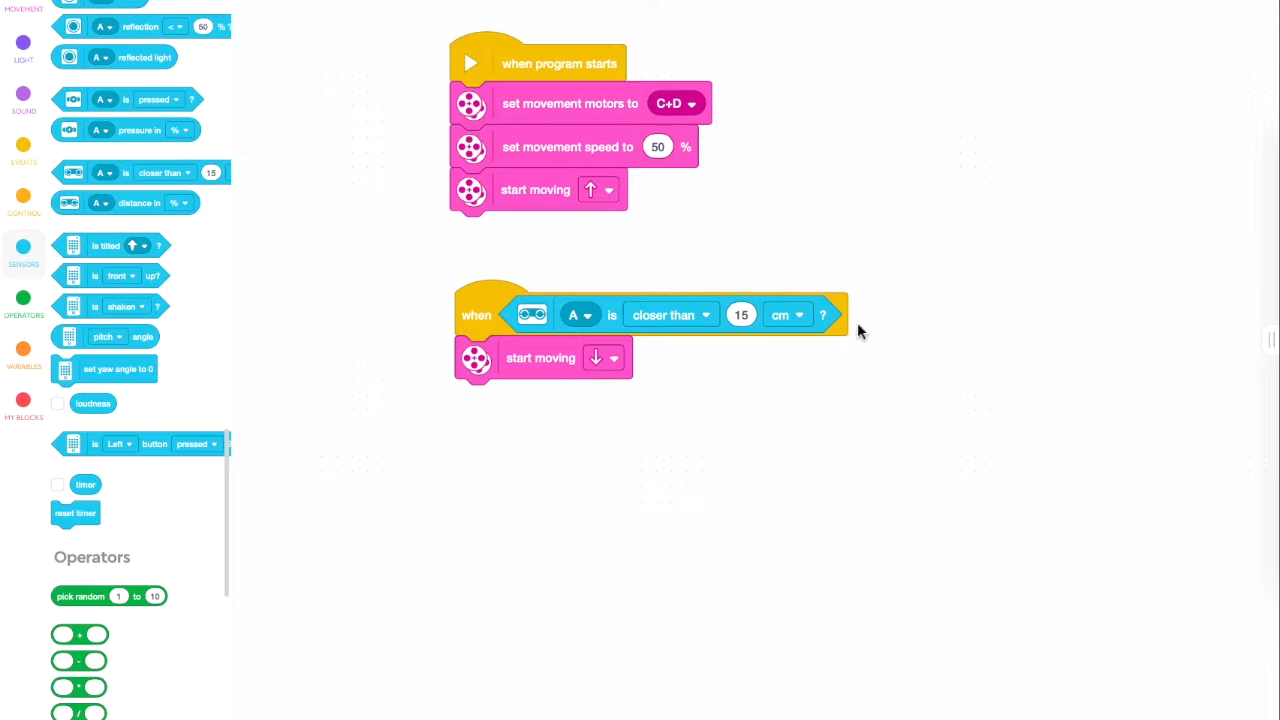 MOVEMENT
LIGHT
SOUND
EVENTS
CONTROL
SENSORS
OPERATORS
VARIABLES
MY BLOCKS
A reflection < 50 % ?
A reflected light
A is pressed ?
A pressure in %
A is closer than 15
A distance in %
is tilted ?
is front up?
is shaken ?
pitch angle
set yaw angle to 0
loudness
is Left button pressed
timer
reset timer
Operators
pick random 1 to 10
+
-
*
/
when program starts
set movement motors to C+D
set movement speed to 50 %
start moving ↑
when A is closer than 15 cm ?
start moving ↓